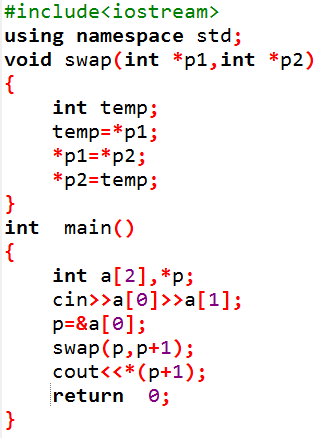 #include<iostream>
using namespace std;
void swap(int *p1,int *p2)
{
    int temp;
    temp=*p1;
    *p1=*p2;
    *p2=temp;
}
int  main()
{
    int a[2],*p;
    cin>>a[0]>>a[1];
    p=&a[0];
    swap(p,p+1);
    cout<<*(p+1);
    return  0;
}